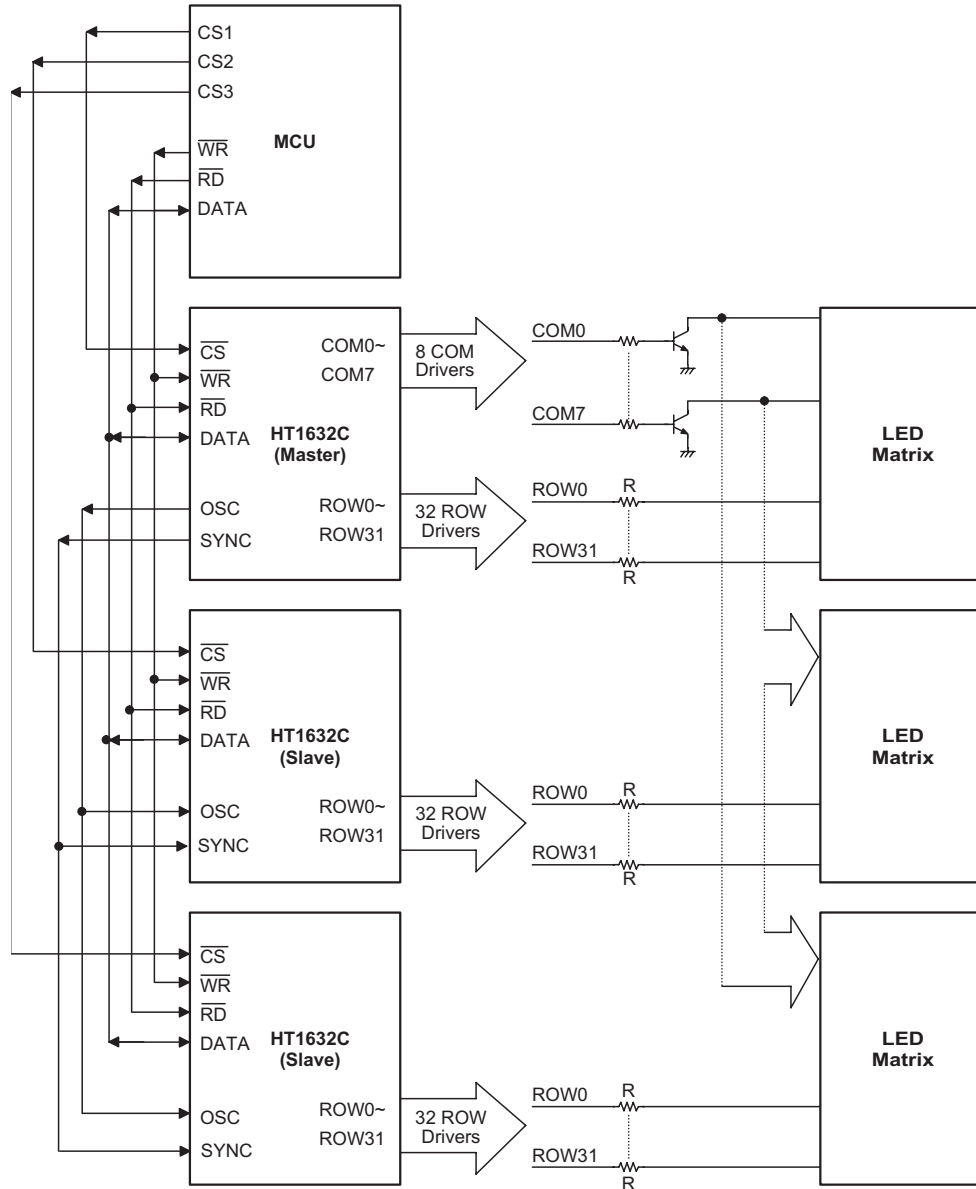 CS1
CS2
CS3
MCU
WR
RD
DATA
CS
WR
RD
DATA
OSC
SYNC
HT1632C
(Master)
COM0~
COM7
ROW0~
ROW31
8 COM
Drivers
32 ROW
Drivers
COM0
COM7
ROW0
R
ROW31
R
LED
Matrix
CS
WR
RD
DATA
OSC
SYNC
HT1632C
(Slave)
ROW0~
ROW31
32 ROW
Drivers
ROW0
R
ROW31
R
LED
Matrix
CS
WR
RD
DATA
OSC
SYNC
HT1632C
(Slave)
ROW0~
ROW31
32 ROW
Drivers
ROW0
R
ROW31
R
LED
Matrix